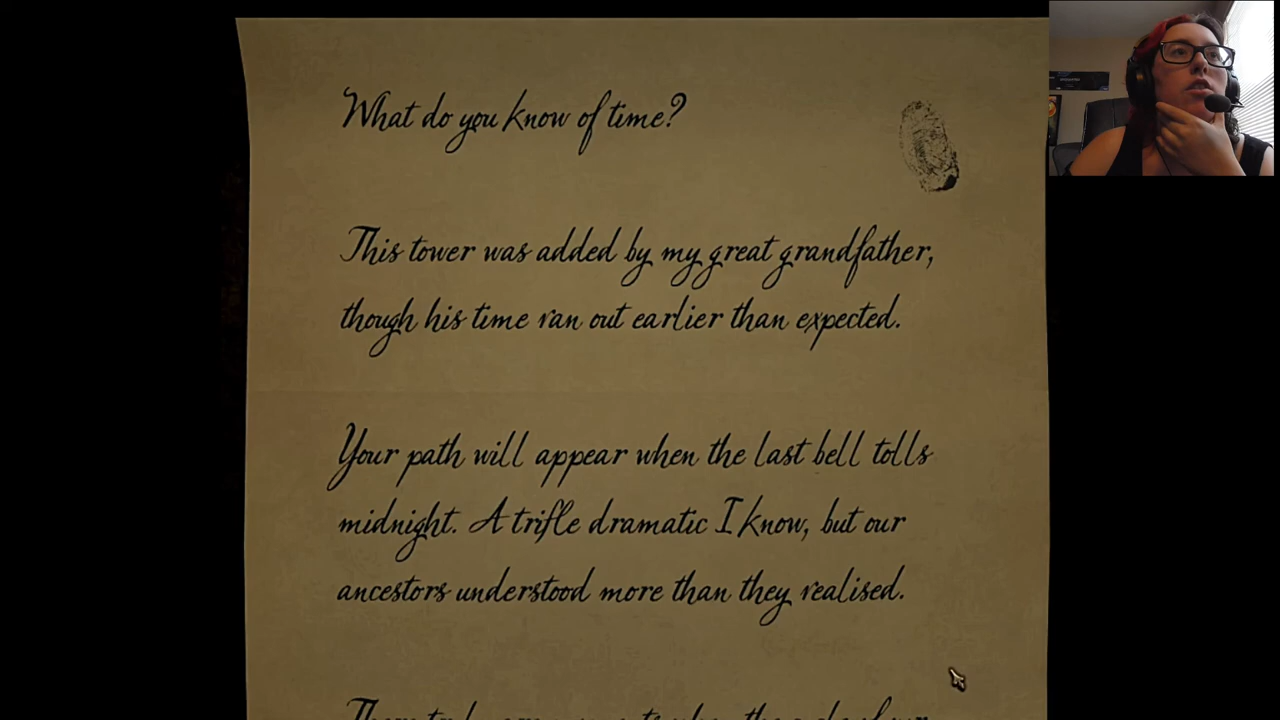 What do you know of time?
This tower was added by my great grandfather,
though his time ran out earlier than expected.
Your path will appear when the last bell tolls
midnight. A trifle dramatic I know, but our
ancestors understood more than they realised.